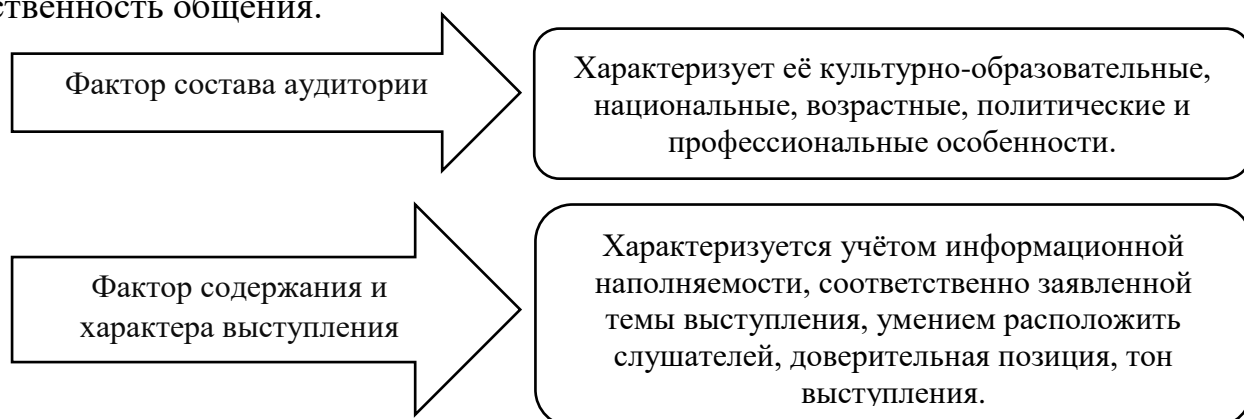 ственность общения.
Фактор состава аудитории
Характеризует её культурно-образовательные,
национальные, возрастные, политические и
профессиональные особенности.
Фактор содержания и
характера выступления
Характеризуется учётом информационной
наполняемости, соответственно заявленной
темы выступления, умением расположить
слушателей, доверительная позиция, тон
выступления.